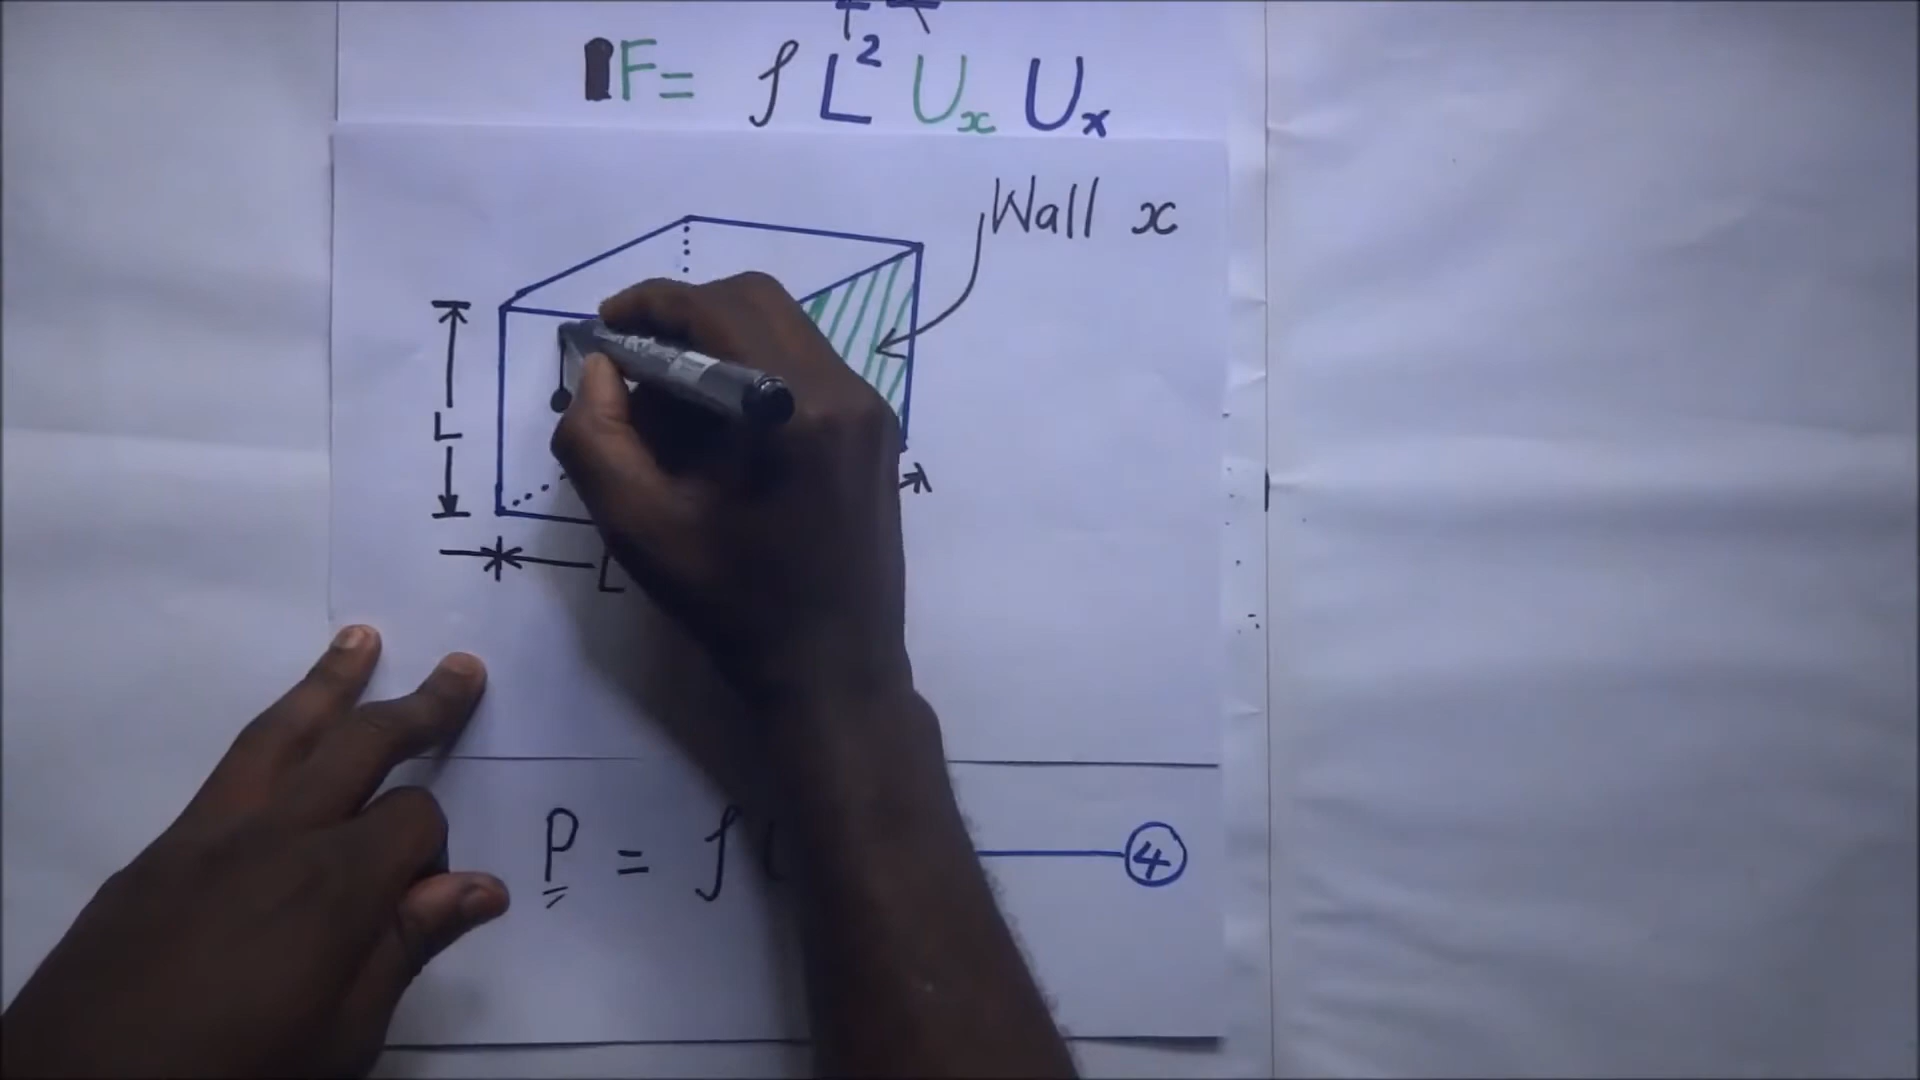 F = ρ L² Uₓ Uₓ
Wall x
L
L
P = ρ
4